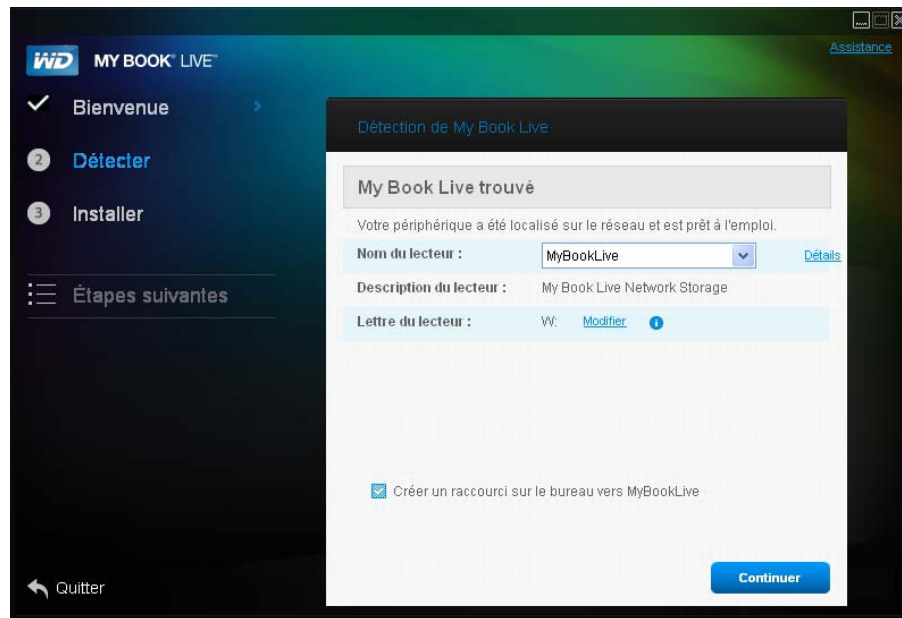 WD MY BOOK® LIVE™
Assistance
Bienvenue
2 Détecter
3 Installer
Étapes suivantes
Quitter
Détection de My Book Live
My Book Live trouvé
Votre périphérique a été localisé sur le réseau et est prêt à l'emploi.
Nom du lecteur : MyBookLive Détails
Description du lecteur : My Book Live Network Storage
Lettre du lecteur : W: Modifier i
Créer un raccourci sur le bureau vers MyBookLive
Continuer